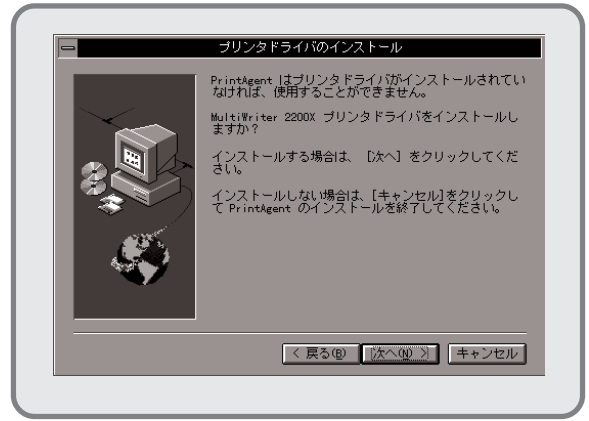 プリンタドライバのインストール
PrintAgent はプリンタドライバがインストールされてい
なければ、使用することができません。
MultiWriter 2200X プリンタドライバをインストールし
ますか？
インストールする場合は、［次へ］をクリックしてくだ
さい。
インストールしない場合は、[キャンセル]をクリックし
て PrintAgent のインストールを終了してください。
< 戻る(B) 次へ(N) > キャンセル